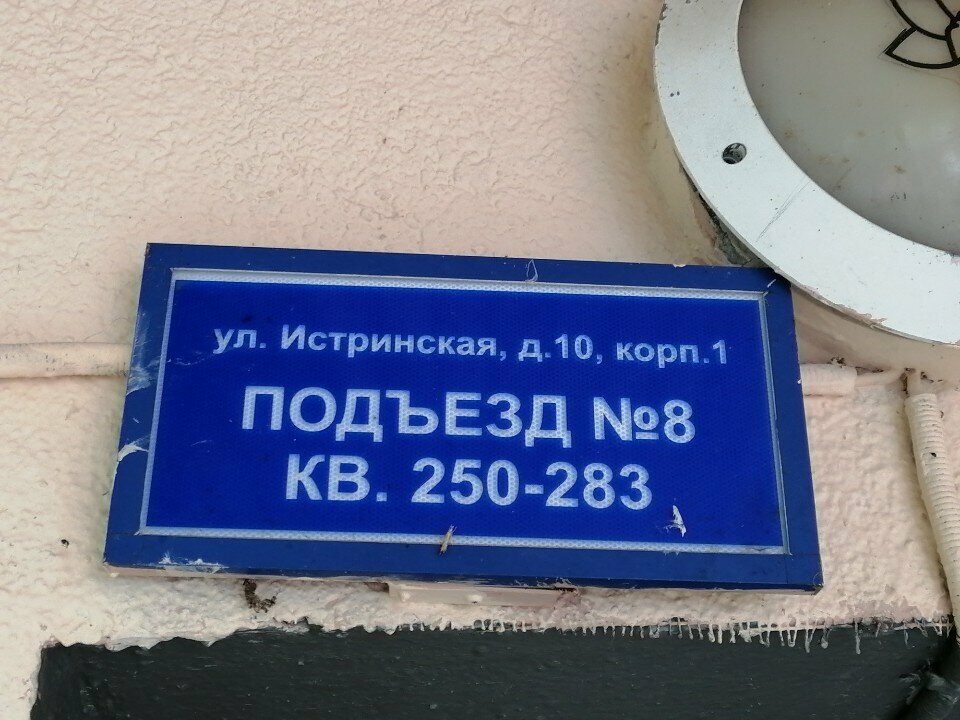 ул. Истринская, д.10, корп.1
ПОДЪЕЗД №8
КВ. 250-283